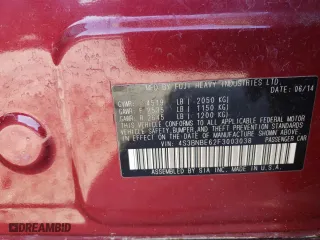 MFD BY FUJI HEAVY INDUSTRIES LTD.
DATE 06/14
GVWR: 4519 LB ( 2050 KG)
GAWR F 2535 LB ( 1150 KG)
GAWR R 2645 LB ( 1200 KG)
THIS VEHICLE CONFORMS TO ALL APPLICABLE FEDERAL MOTOR
VEHICLE SAFETY, BUMPER, AND THEFT PREVENTION STANDARDS
IN EFFECT ON THE DATE OF MANUFACTURE SHOWN ABOVE.
VIN: 4S3BNBE62F3003038
PASSENGER CAR
ASSEMBLED BY SIA INC. MADE IN U.S.A.
DREAMBID